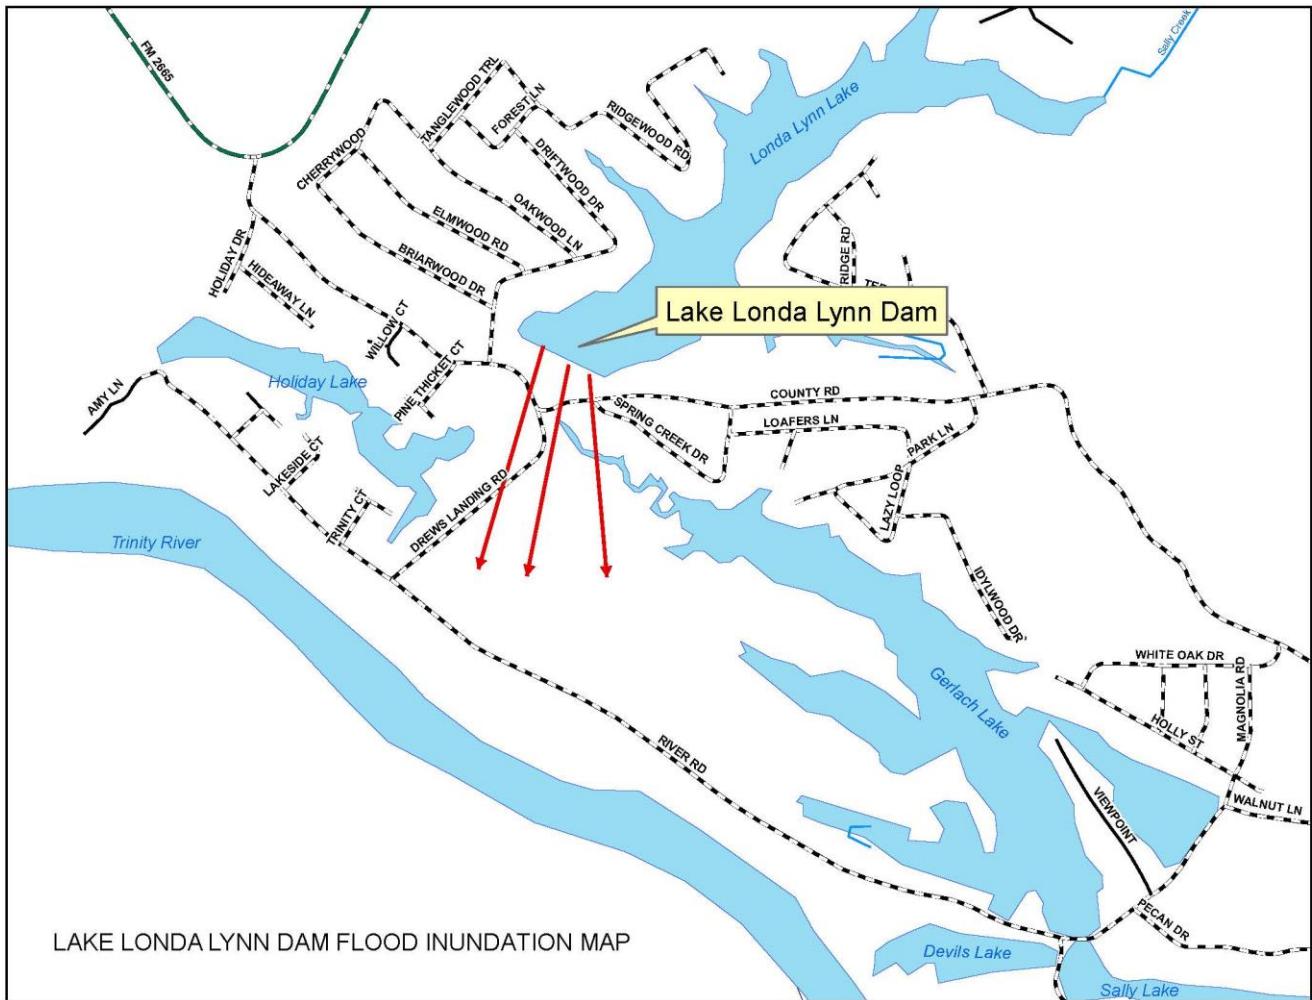 FM 2665
Sally Creek
TANGLEWOOD TRL
FOREST LN
RIDGEWOOD RD
Londa Lynn Lake
CHERRYWOOD
DRIFTWOOD DR
OAKWOOD LN
ELMWOOD RD
BRIARWOOD DR
HOLIDAY DR
HIDEAWAY LN
RIDGE RD
Lake Londa Lynn Dam
WILLOW CT
PINE THICKET CT
Holiday Lake
AMY LN
COUNTY RD
SPRING CREEK DR
LOAFERS LN
PARK LN
LAKESIDE CT
LAZY LOOP
TRINITY CT
DREWS LANDING RD
Trinity River
IDYLWOOD DR
WHITE OAK DR
MAGNOLIA RD
Gerlach Lake
HOLLY ST
RIVER RD
VIEWPOINT
WALNUT LN
PECAN DR
LAKE LONDA LYNN DAM FLOOD INUNDATION MAP
Devils Lake
Sally Lake